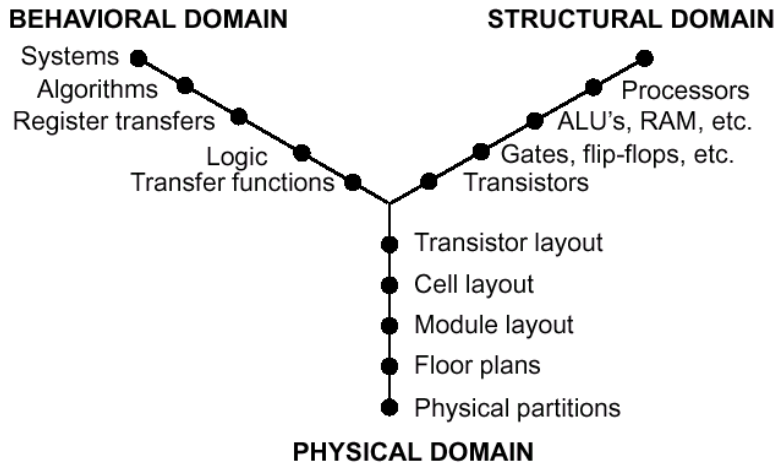 BEHAVIORAL DOMAIN
STRUCTURAL DOMAIN
Systems
Algorithms
Register transfers
Logic
Transfer functions
Processors
ALU's, RAM, etc.
Gates, flip-flops, etc.
Transistors
Transistor layout
Cell layout
Module layout
Floor plans
Physical partitions
PHYSICAL DOMAIN